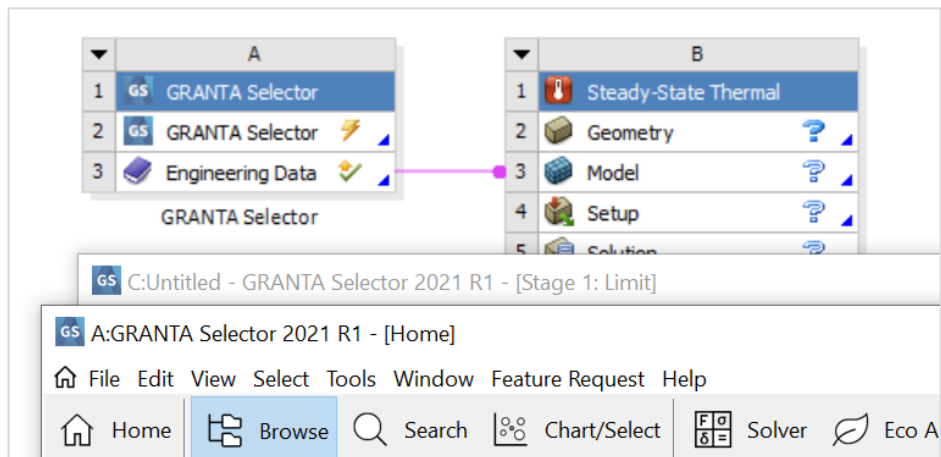 A
1 GS GRANTA Selector
2 GS GRANTA Selector
3 Engineering Data
GRANTA Selector
B
1 Steady-State Thermal
2 Geometry
3 Model
4 Setup
5 Solution
GS C:Untitled - GRANTA Selector 2021 R1 - [Stage 1: Limit]
GS A:GRANTA Selector 2021 R1 - [Home]
File Edit View Select Tools Window Feature Request Help
Home Browse Search Chart/Select Solver Eco A